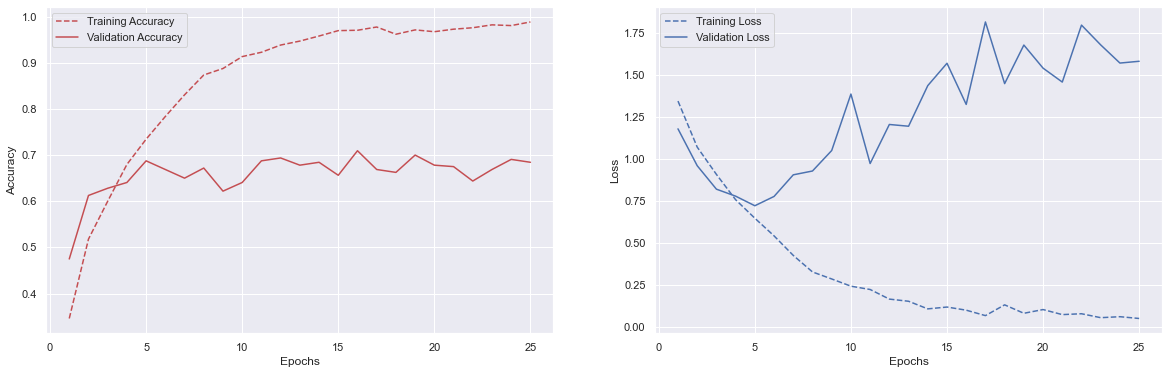 Training Accuracy
Validation Accuracy
1.0
0.9
0.8
0.7
0.6
0.5
0.4
Accuracy
0 5 10 15 20 25
Epochs
Training Loss
Validation Loss
1.75
1.50
1.25
1.00
0.75
0.50
0.25
0.00
Loss
0 5 10 15 20 25
Epochs